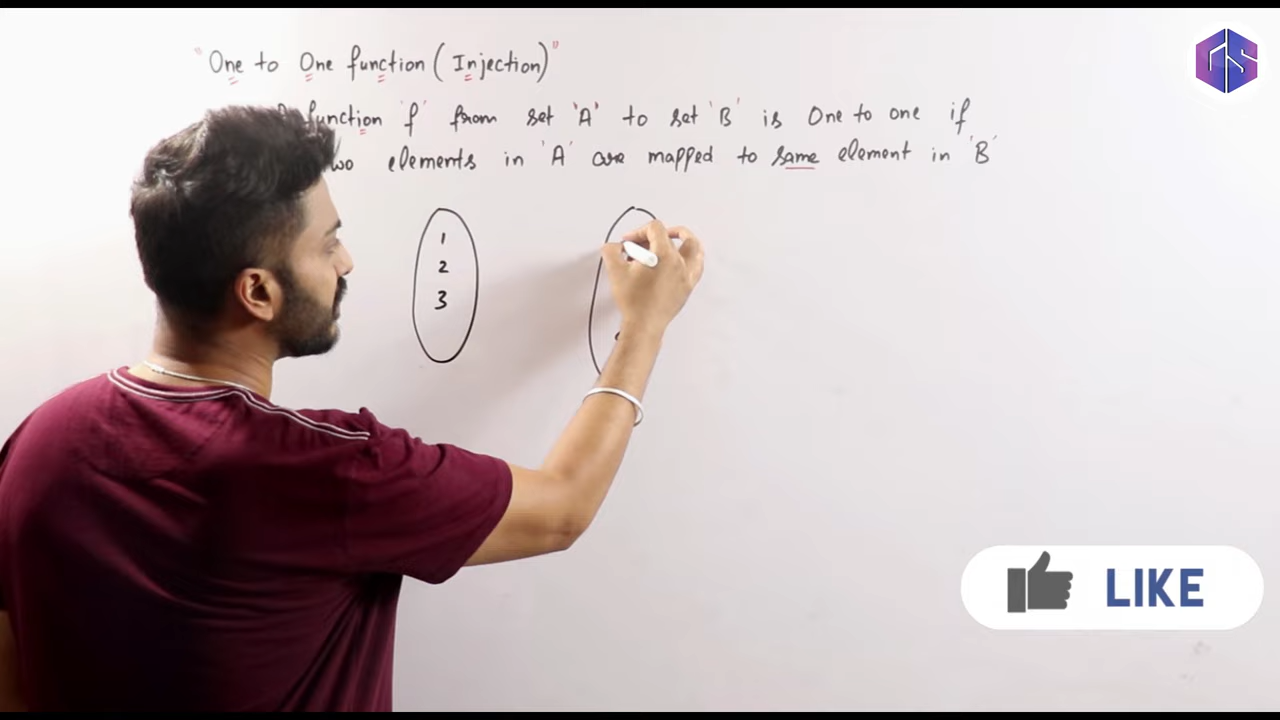 "One to One function (Injection)"
function 'f' from set 'A' to set 'B' is One to one if
elements in 'A' are mapped to same element in 'B'
1
2
3
LIKE